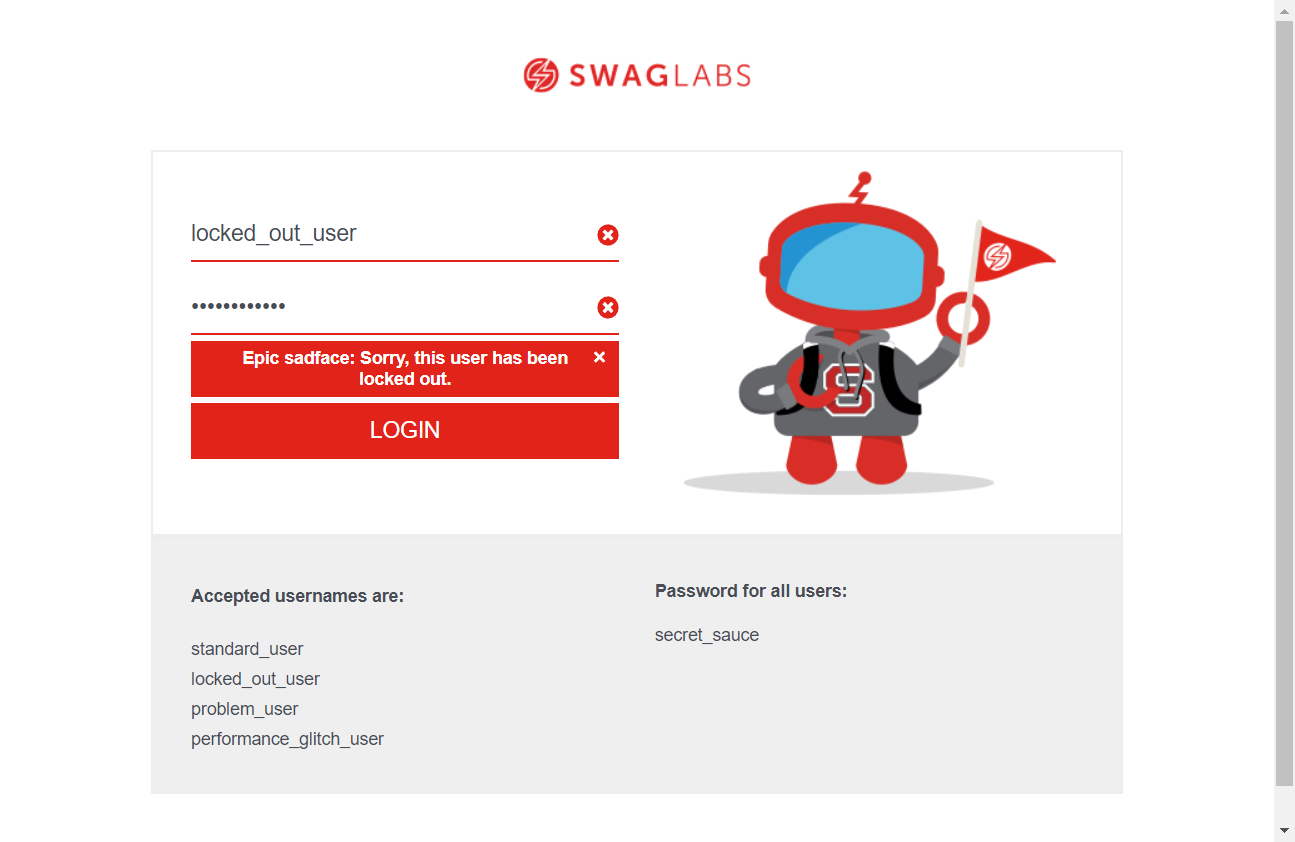 SWAGLABS
locked_out_user
••••••••••••
Epic sadface: Sorry, this user has been
locked out.
LOGIN
S
Accepted usernames are:
standard_user
locked_out_user
problem_user
performance_glitch_user
Password for all users:
secret_sauce